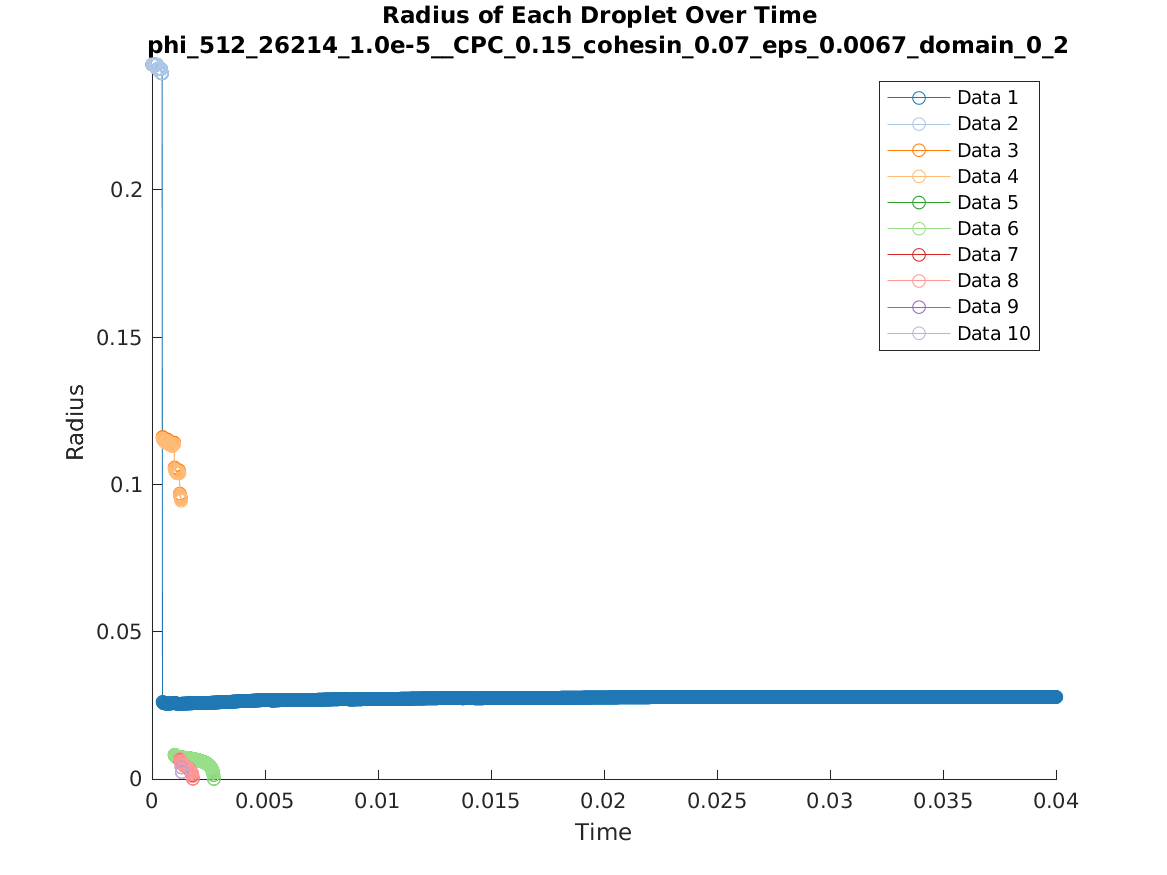 Radius of Each Droplet Over Time
phi_512_26214_1.0e-5__CPC_0.15_cohesin_0.07_eps_0.0067_domain_0_2
Data 1
Data 2
Data 3
Data 4
Data 5
Data 6
Data 7
Data 8
Data 9
Data 10
0.2
0.15
0.1
0.05
0
Radius
0
0.005
0.01
0.015
0.02
0.025
0.03
0.035
0.04
Time